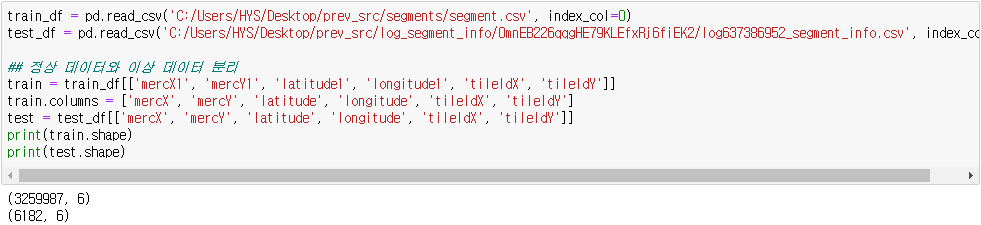 train_df = pd.read_csv('C:/Users/HYS/Desktop/prev_src/segments/segment.csv', index_col=0)
test_df = pd.read_csv('C:/Users/HYS/Desktop/prev_src/log_segment_info/OmnEB226qqgHE79KLEfxRj6fiEK2/log637386952_segment_info.csv', index_co
## 정상 데이터와 이상 데이터 분리
train = train_df[['mercX1', 'mercY1', 'latitude1', 'longitude1', 'tileIdX', 'tileIdY']]
train.columns = ['mercX', 'mercY', 'latitude', 'longitude', 'tileIdX', 'tileIdY']
test = test_df[['mercX', 'mercY', 'latitude', 'longitude', 'tileIdX', 'tileIdY']]
print(train.shape)
print(test.shape)
(3259987, 6)
(6182, 6)